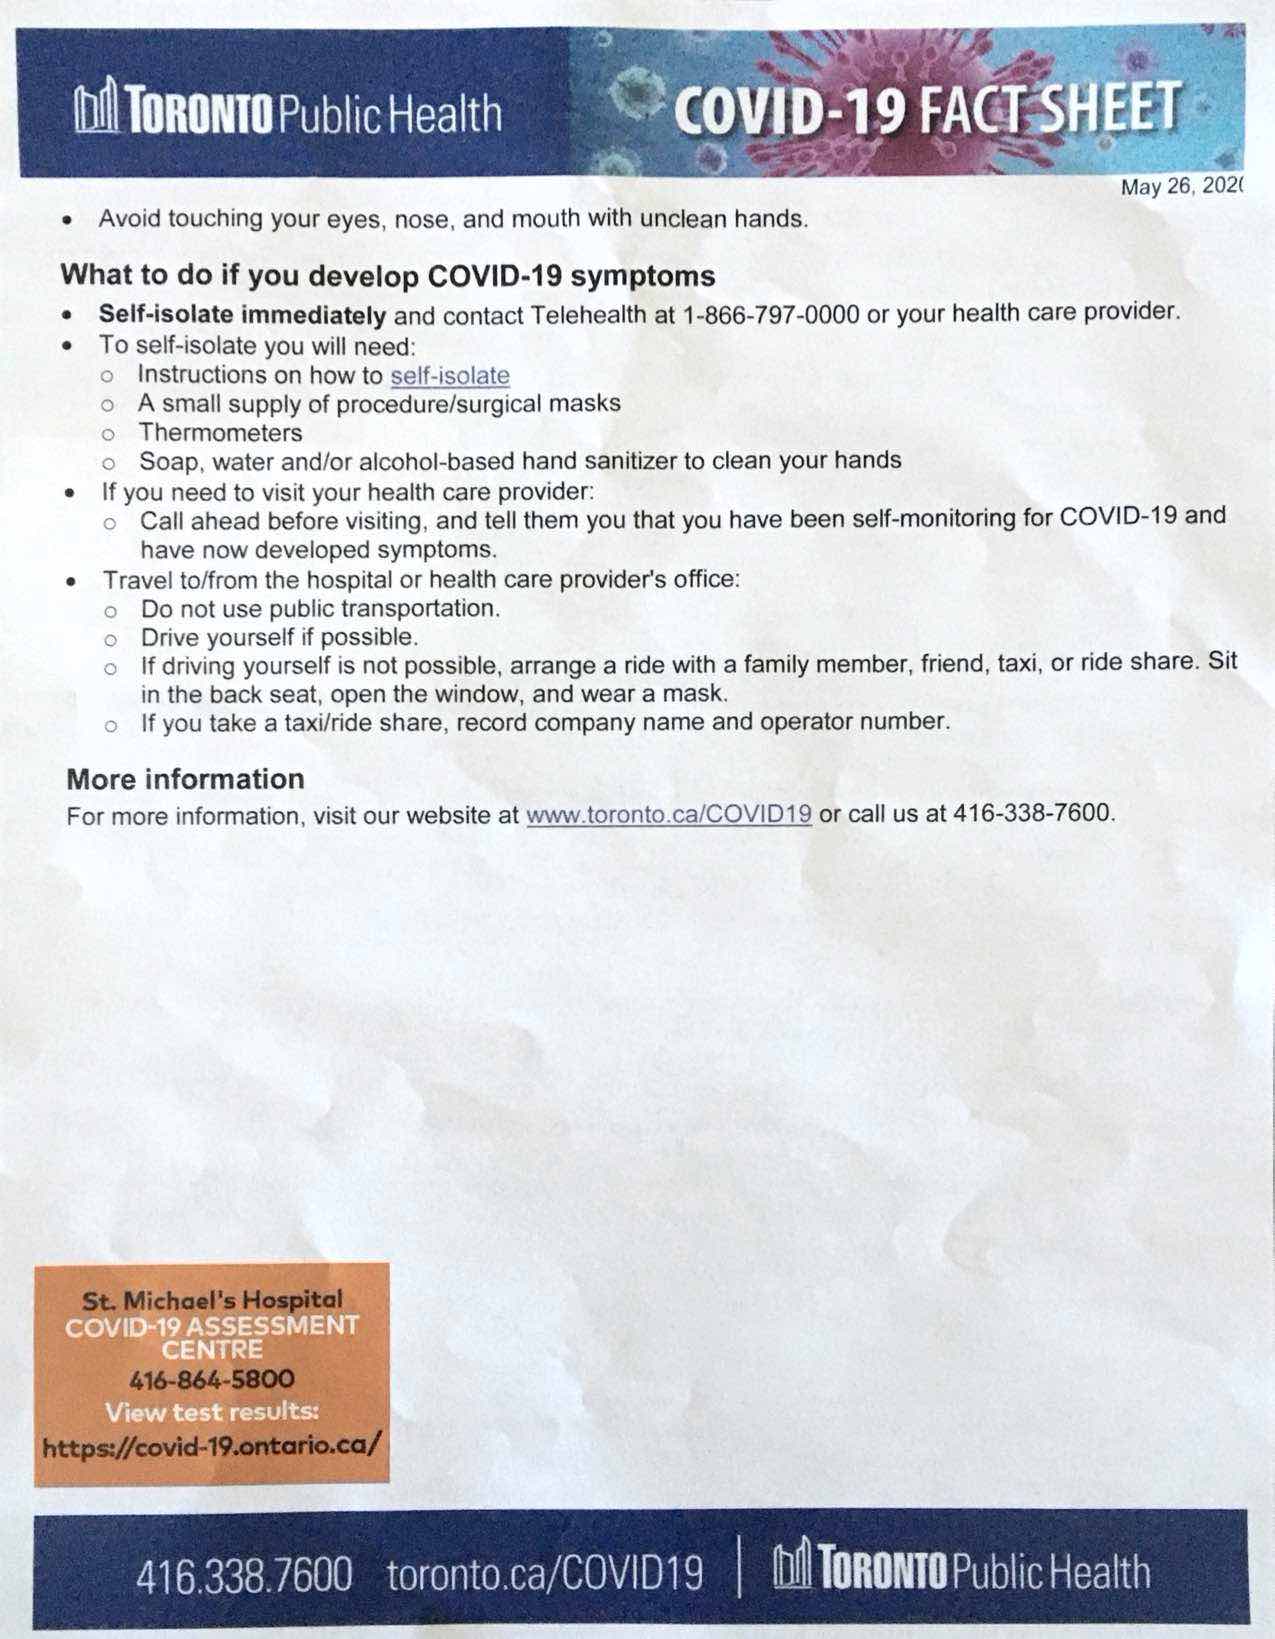 TORONTO Public Health
COVID-19 FACT SHEET
May 26, 202(
• Avoid touching your eyes, nose, and mouth with unclean hands.
What to do if you develop COVID-19 symptoms
• Self-isolate immediately and contact Telehealth at 1-866-797-0000 or your health care provider.
• To self-isolate you will need:
o Instructions on how to self-isolate
o A small supply of procedure/surgical masks
o Thermometers
o Soap, water and/or alcohol-based hand sanitizer to clean your hands
• If you need to visit your health care provider:
o Call ahead before visiting, and tell them you that you have been self-monitoring for COVID-19 and
have now developed symptoms.
• Travel to/from the hospital or health care provider's office:
o Do not use public transportation.
o Drive yourself if possible.
o If driving yourself is not possible, arrange a ride with a family member, friend, taxi, or ride share. Sit
in the back seat, open the window, and wear a mask.
o If you take a taxi/ride share, record company name and operator number.
More information
For more information, visit our website at www.toronto.ca/COVID19 or call us at 416-338-7600.
St. Michael's Hospital
COVID-19 ASSESSMENT
CENTRE
416-864-5800
View test results:
https://covid-19.ontario.ca/
416.338.7600 toronto.ca/COVID19 | TORONTO Public Health